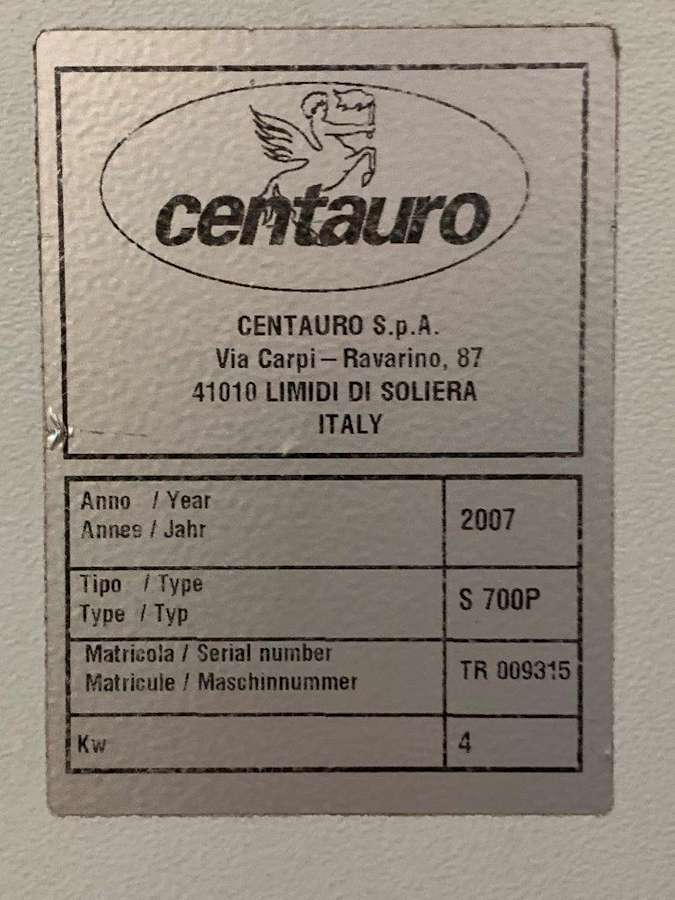 centauro
CENTAURO S.p.A.
Via Carpi – Ravarino, 87
41010 LIMIDI DI SOLIERA
ITALY
Anno / Year
Annes / Jahr
2007
Tipo / Type
Type / Typ
S 700P
Matricola / Serial number
Matricule / Maschinnummer
TR 009315
Kw
4